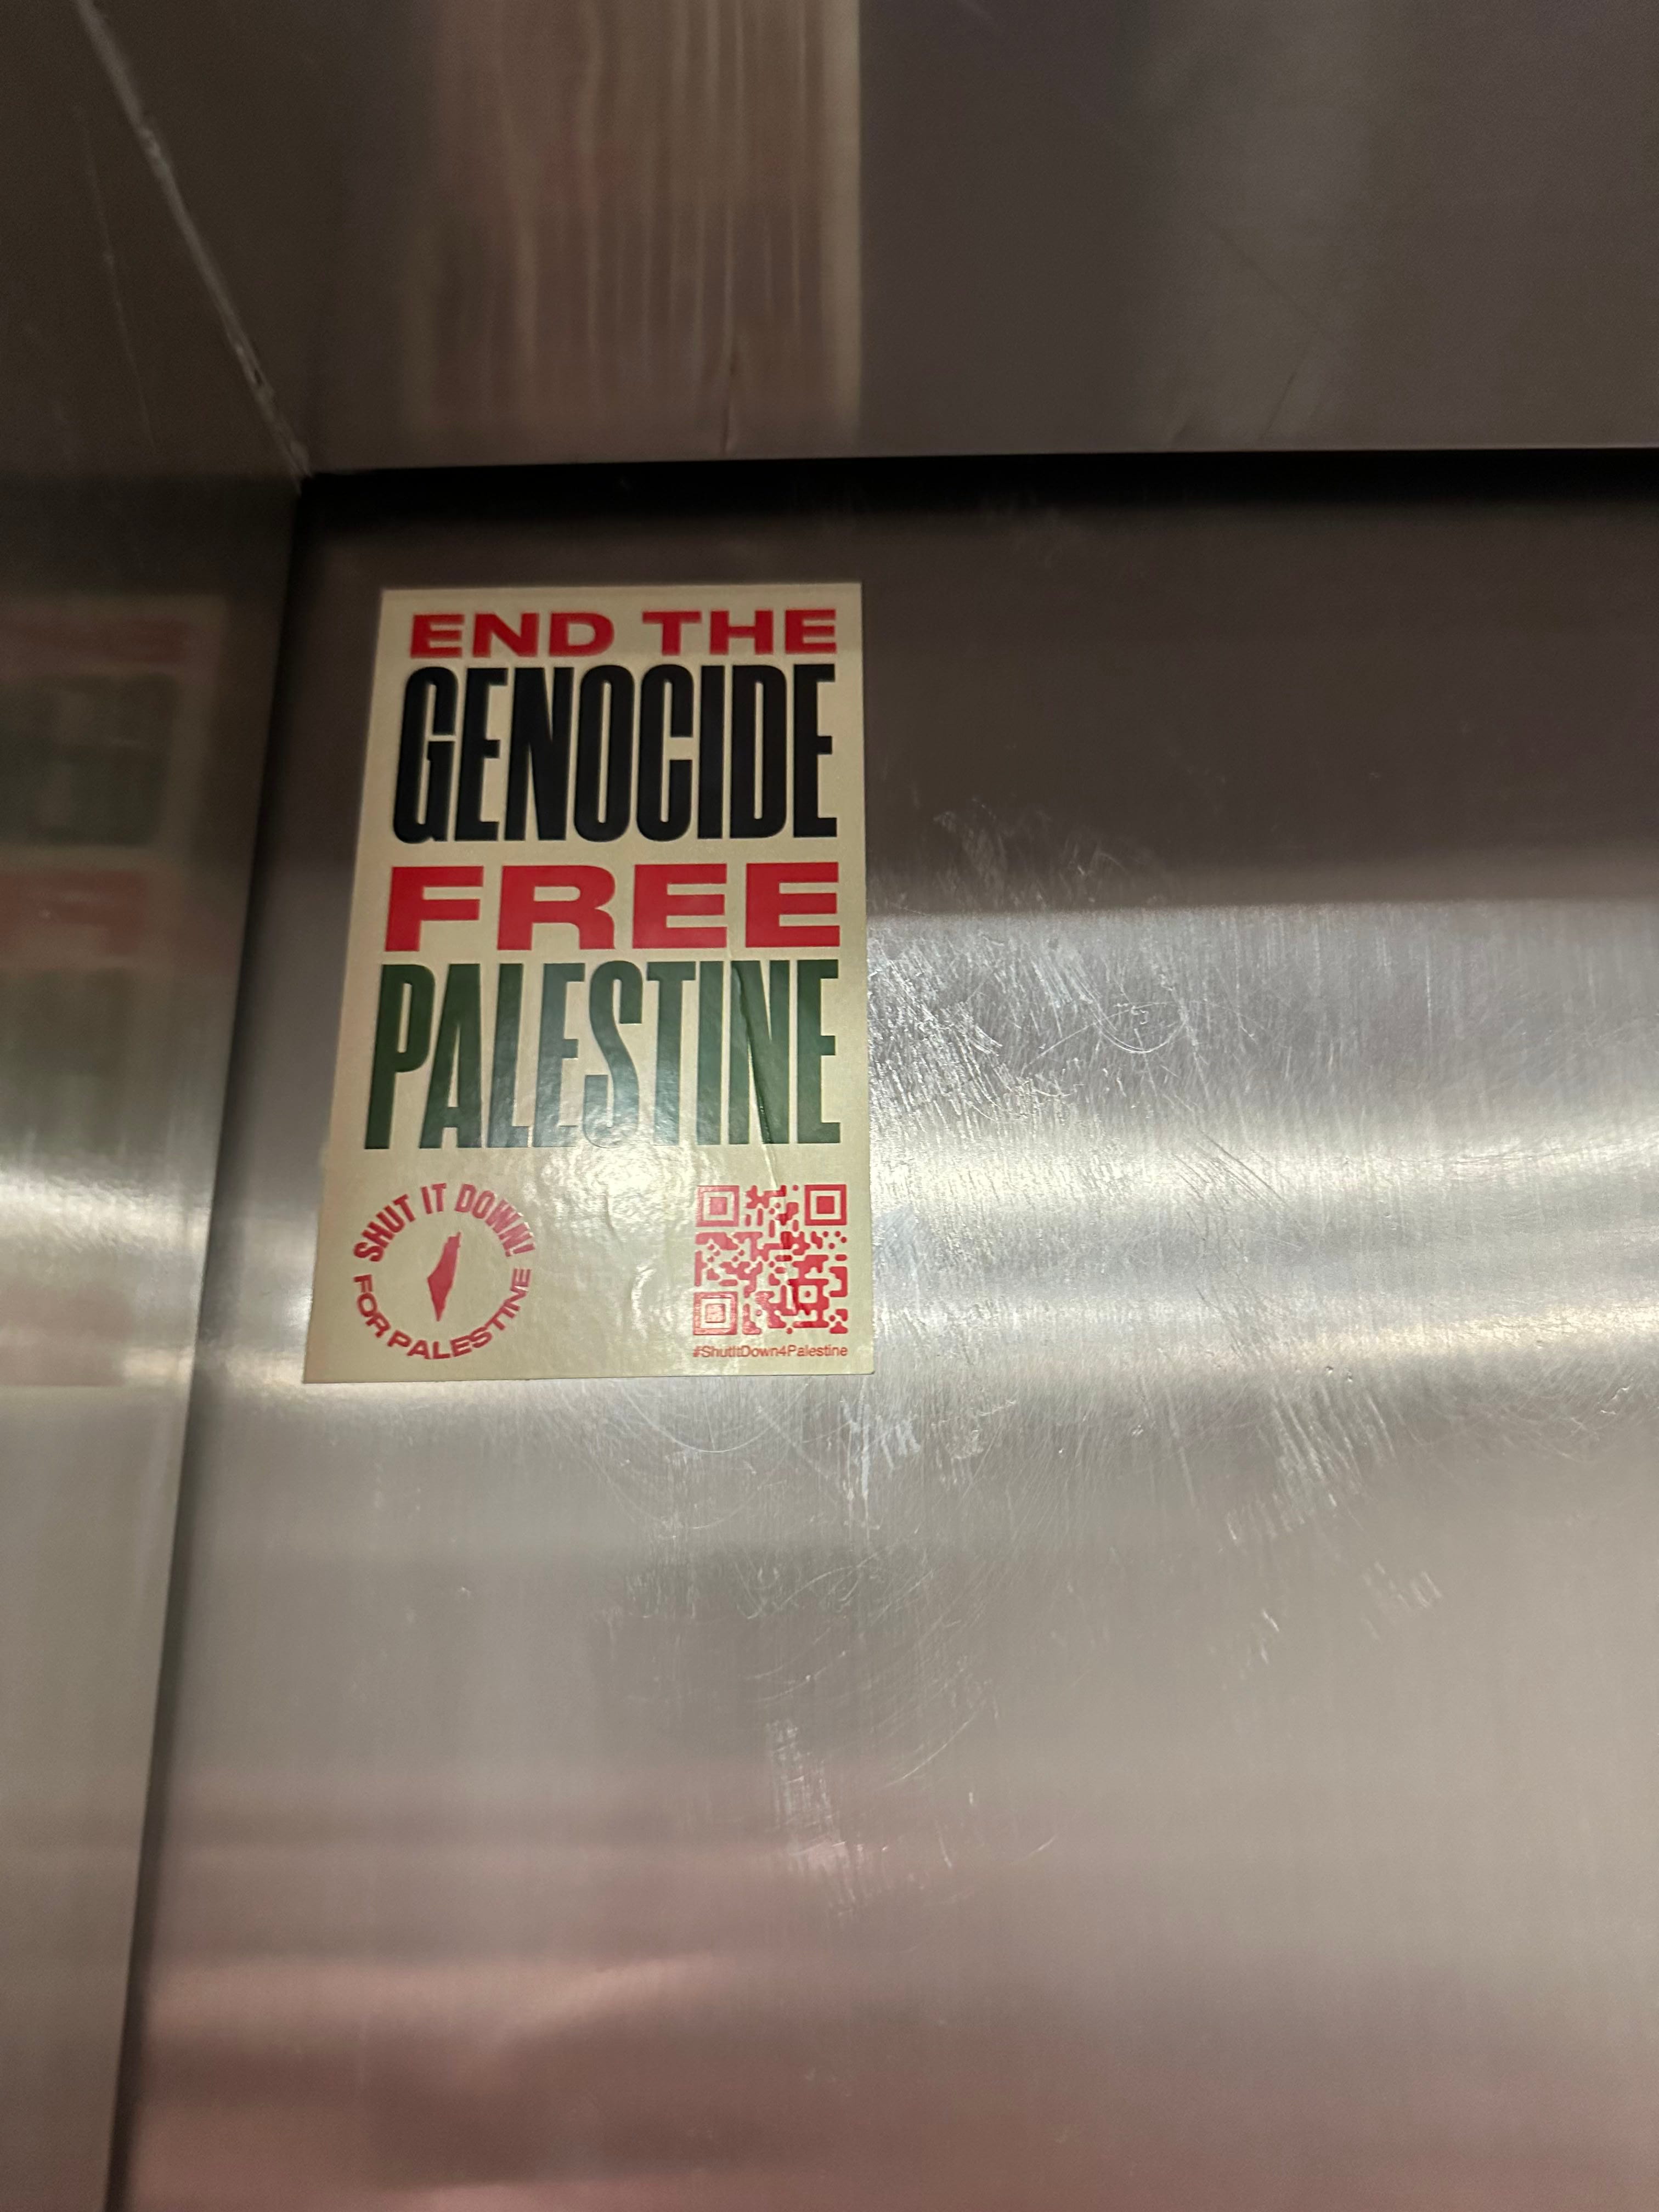 END THE
GENOCIDE
FREE
PALESTINE
SHUT IT DOWN!
FOR PALESTINE
#ShutItDown4Palestine